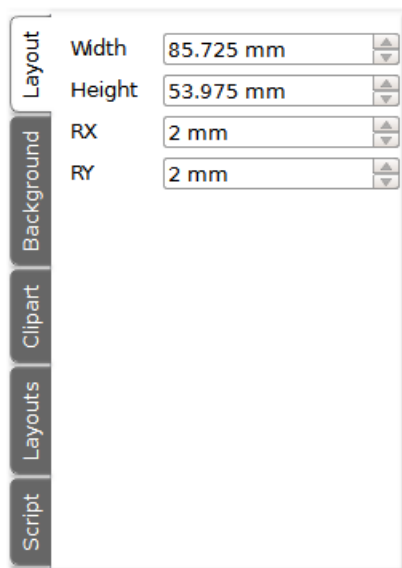 Layout
Width 85.725 mm
Height 53.975 mm
RX 2 mm
RY 2 mm
Background
Clipart
Layouts
Script